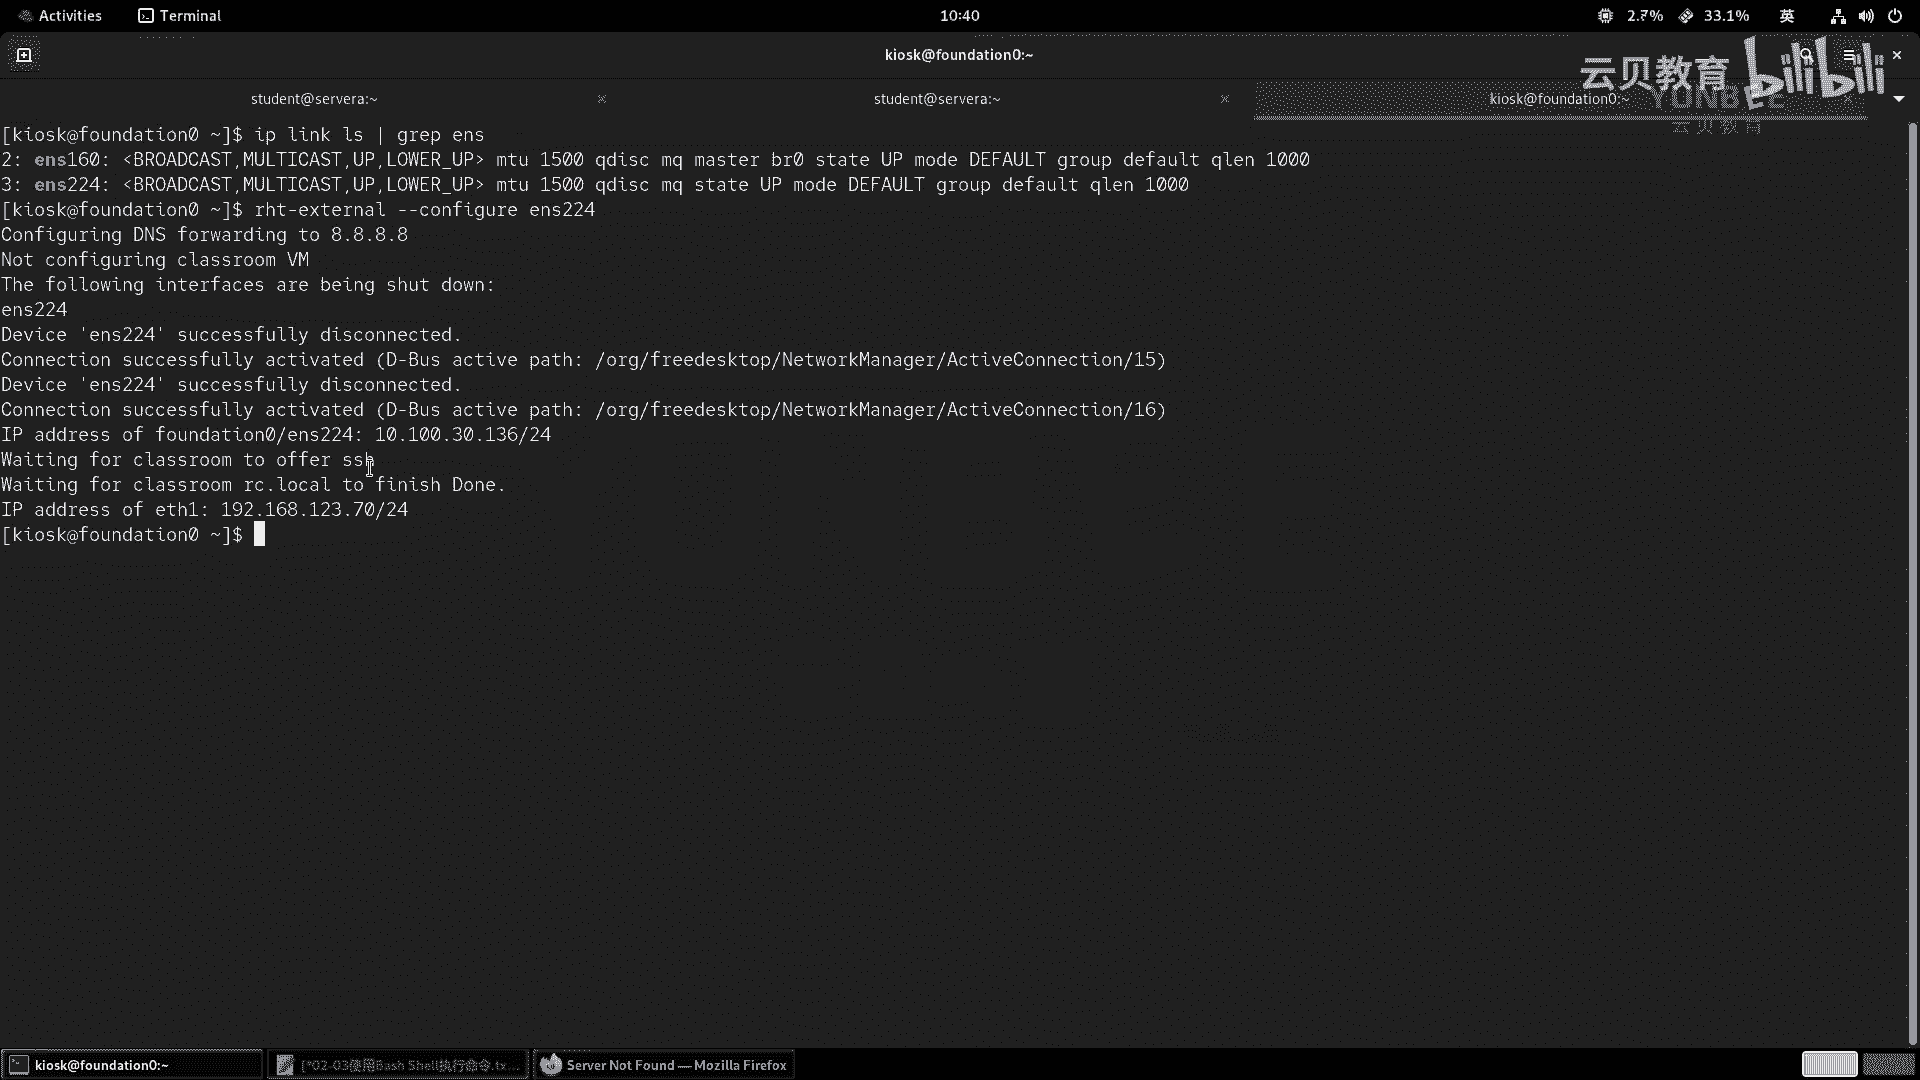 Activities
Terminal
10:40
2.7%
33.1%
英
kiosk@foundation0:~
云贝教育
bilibili
student@servera:~
student@servera:~
kiosk@foundation0:~
YUNBEE
云贝教育
[kiosk@foundation0 ~]$ ip link ls | grep ens
2: ens160: <BROADCAST,MULTICAST,UP,LOWER_UP> mtu 1500 qdisc mq master br0 state UP mode DEFAULT group default qlen 1000
3: ens224: <BROADCAST,MULTICAST,UP,LOWER_UP> mtu 1500 qdisc mq state UP mode DEFAULT group default qlen 1000
[kiosk@foundation0 ~]$ rht-external --configure ens224
Configuring DNS forwarding to 8.8.8.8
Not configuring classroom VM
The following interfaces are being shut down:
ens224
Device 'ens224' successfully disconnected.
Connection successfully activated (D-Bus active path: /org/freedesktop/NetworkManager/ActiveConnection/15)
Device 'ens224' successfully disconnected.
Connection successfully activated (D-Bus active path: /org/freedesktop/NetworkManager/ActiveConnection/16)
IP address of foundation0/ens224: 10.100.30.136/24
Waiting for classroom to offer ssh
Waiting for classroom rc.local to finish Done.
IP address of eth1: 192.168.123.70/24
[kiosk@foundation0 ~]$
kiosk@foundation0:~
[*02-03使用Bash Shell执行命令.tx...
Server Not Found — Mozilla Firefox